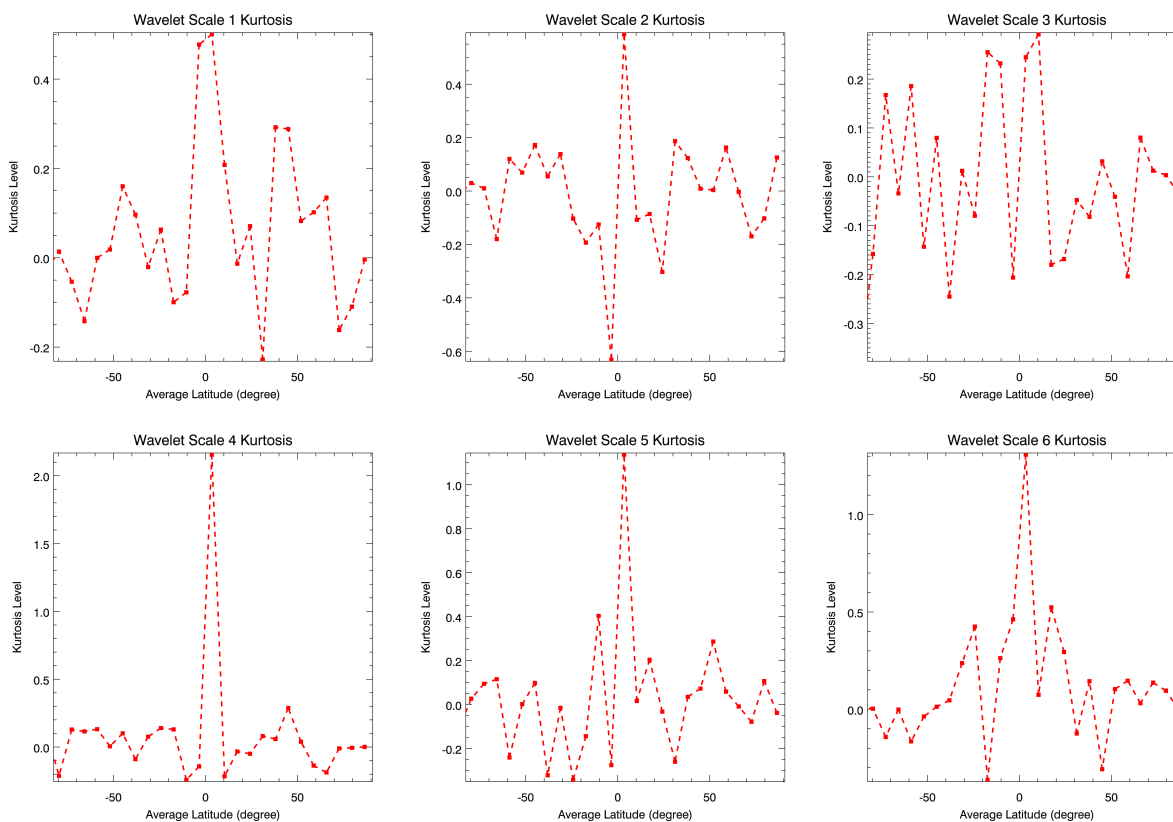 Wavelet Scale 1 Kurtosis
Kurtosis Level
0.4
0.2
0.0
-0.2
-50 0 50
Average Latitude (degree)
Wavelet Scale 2 Kurtosis
Kurtosis Level
0.4
0.2
0.0
-0.2
-0.4
-0.6
-50 0 50
Average Latitude (degree)
Wavelet Scale 3 Kurtosis
Kurtosis Level
0.2
0.1
0.0
-0.1
-0.2
-0.3
-50 0 50
Average Latitude (degree)
Wavelet Scale 4 Kurtosis
Kurtosis Level
2.0
1.5
1.0
0.5
0.0
-50 0 50
Average Latitude (degree)
Wavelet Scale 5 Kurtosis
Kurtosis Level
1.0
0.8
0.6
0.4
0.2
0.0
-0.2
-50 0 50
Average Latitude (degree)
Wavelet Scale 6 Kurtosis
Kurtosis Level
1.0
0.5
0.0
-50 0 50
Average Latitude (degree)